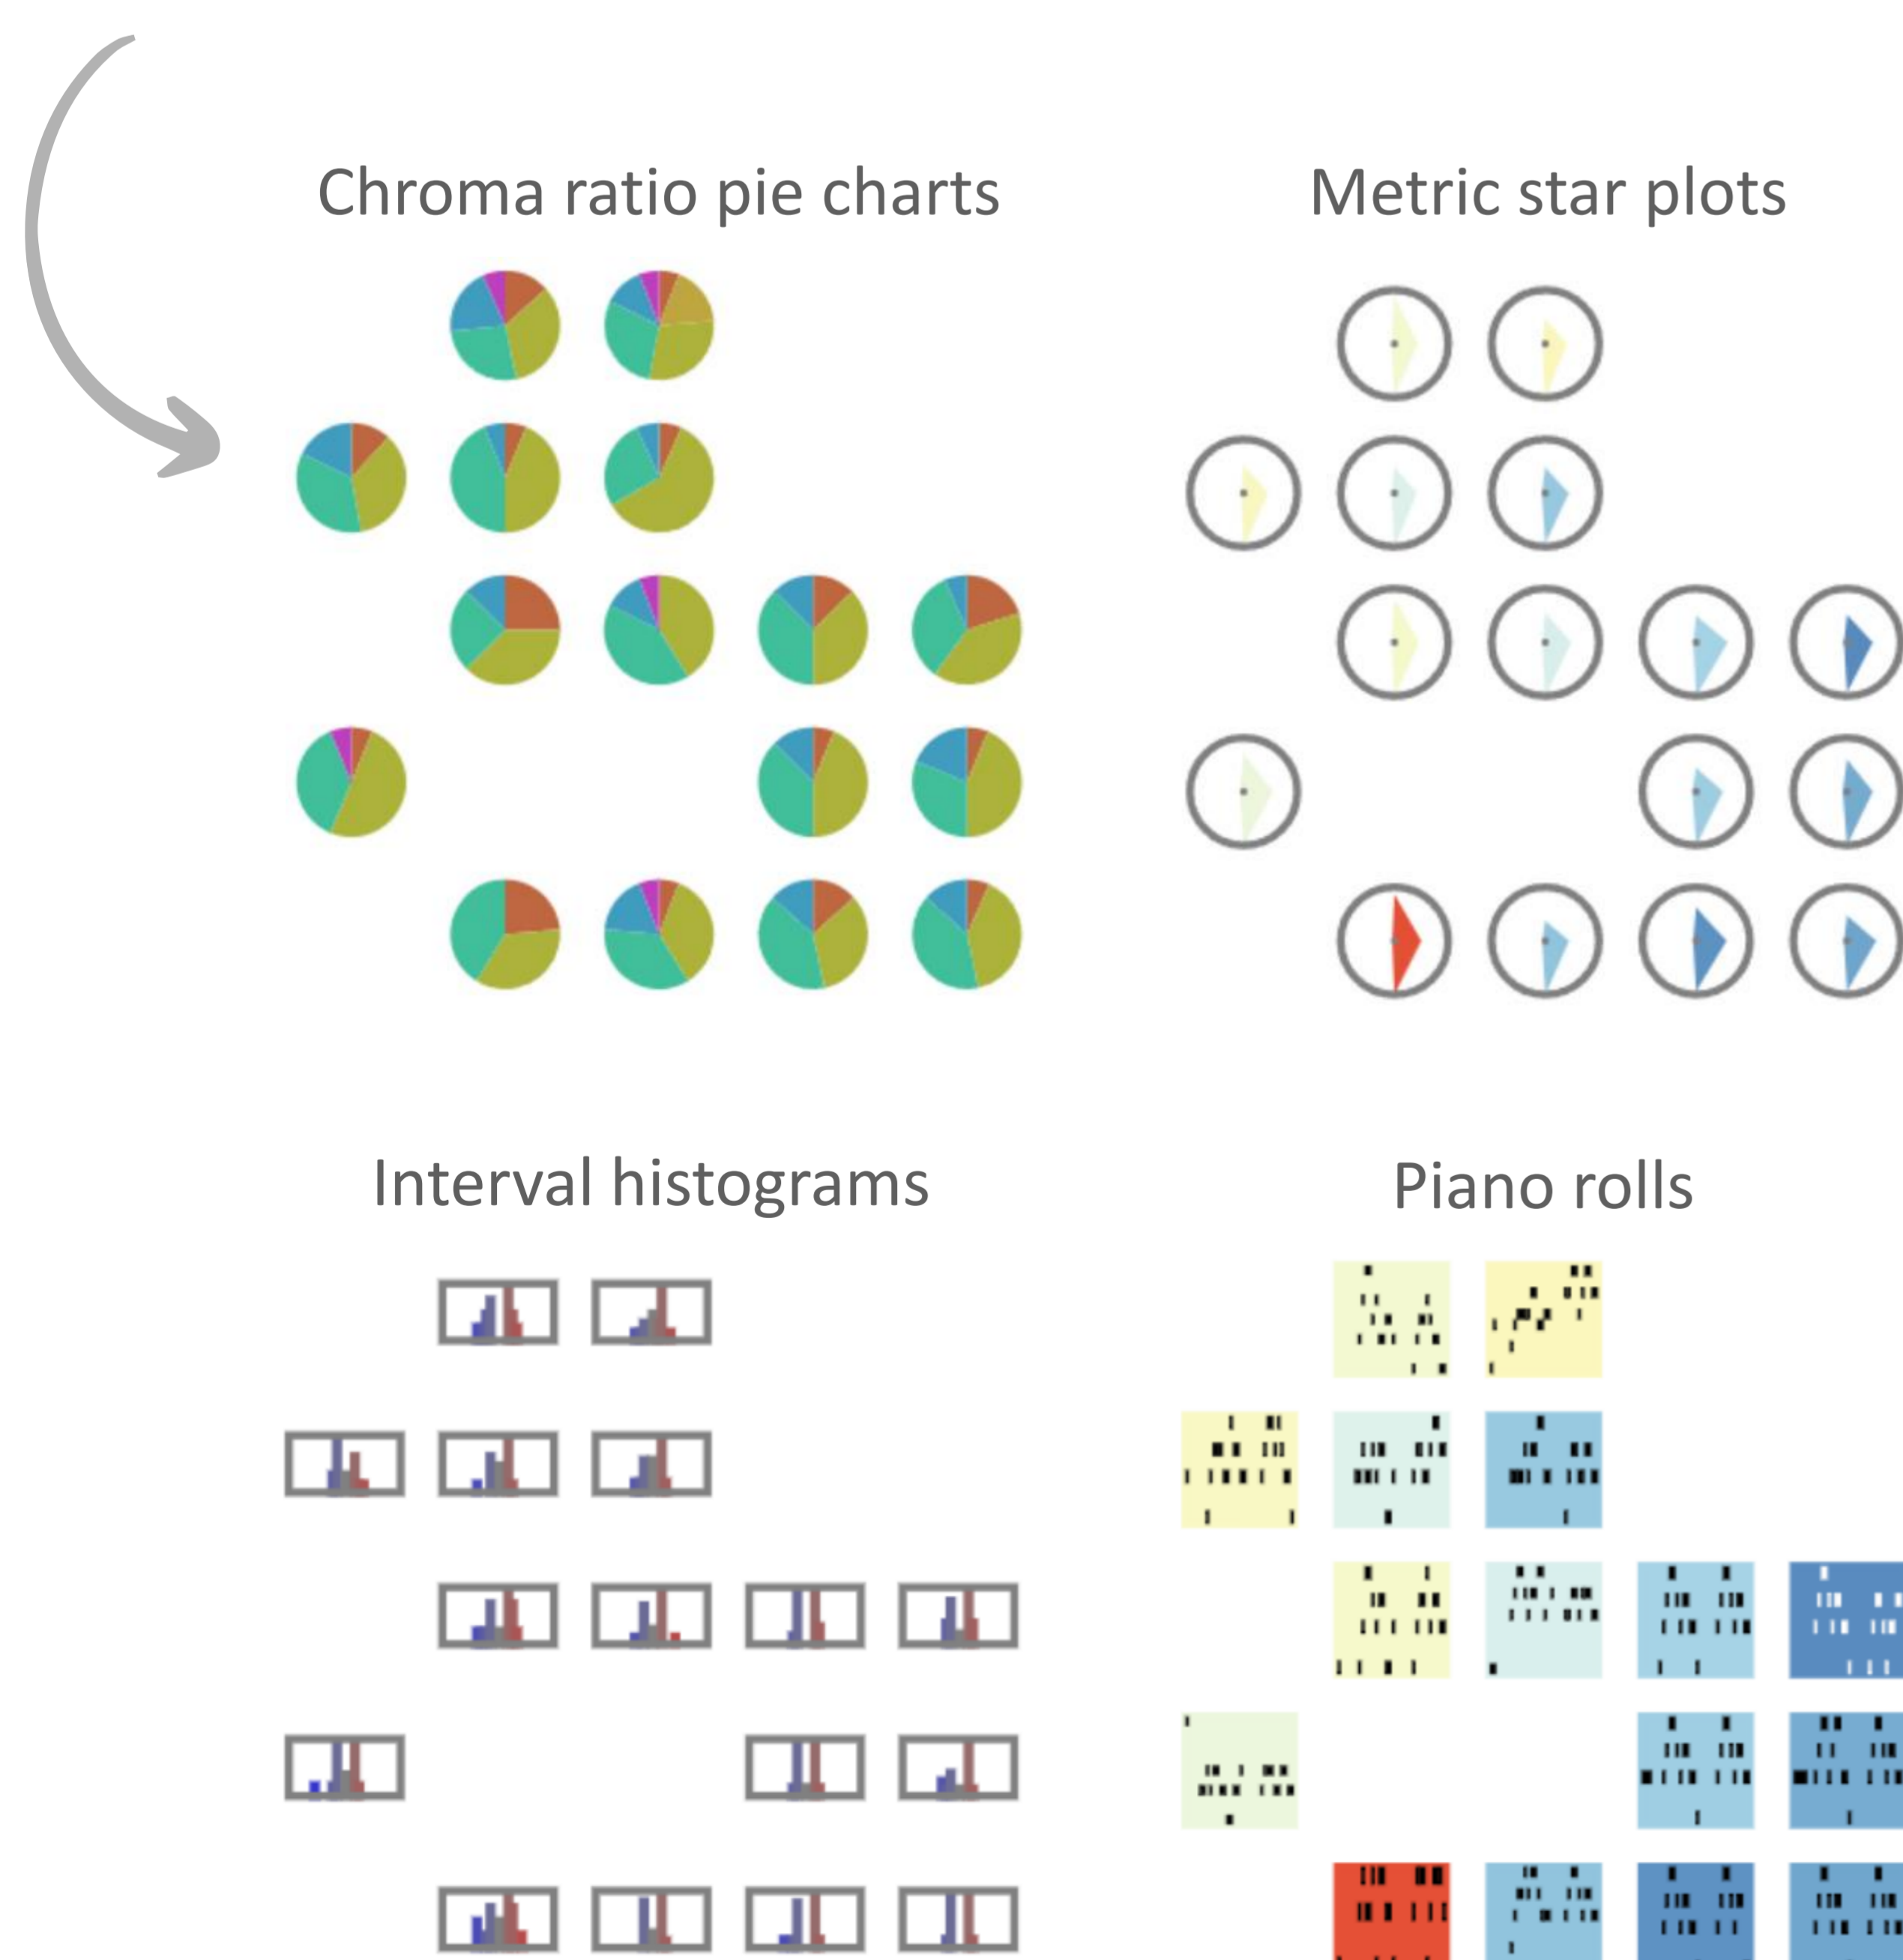 Chroma ratio pie charts
Metric star plots
Interval histograms
Piano rolls